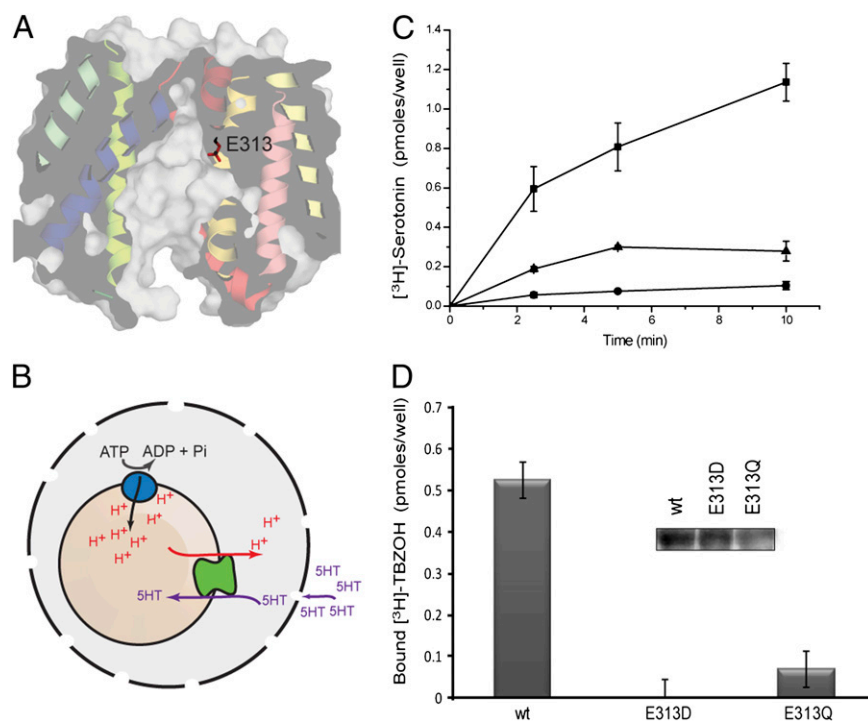 A
E313
B
ATP
ADP + Pi
H+
H+
H+
H+
H+
H+
H+
H+
H+
5HT
5HT
5HT
5HT
5HT 5HT
C
[³H]-Serotonin (pmoles/well)
1.4
1.2
1.0
0.8
0.6
0.4
0.2
0.0
0
2
4
6
8
10
Time (min)
D
Bound [³H]-TBZOH (pmoles/well)
0.7
0.6
0.5
0.4
0.3
0.2
0.1
0
wt
E313D
E313Q
wt
E313D
E313Q